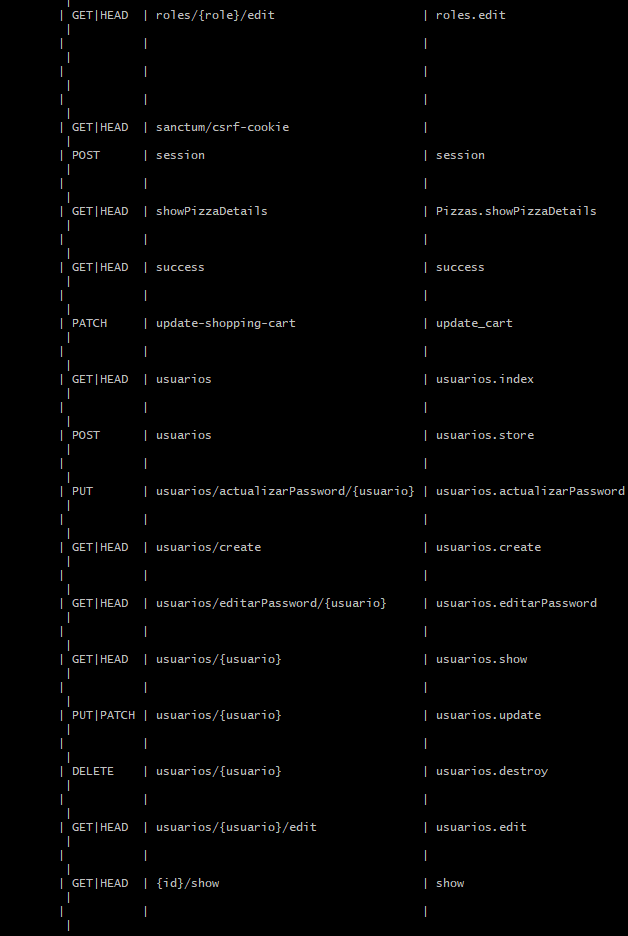 | GET|HEAD | roles/{role}/edit | roles.edit
| GET|HEAD | sanctum/csrf-cookie |
| POST | session | session
| GET|HEAD | showPizzaDetails | Pizzas.showPizzaDetails
| GET|HEAD | success | success
| PATCH | update-shopping-cart | update_cart
| GET|HEAD | usuarios | usuarios.index
| POST | usuarios | usuarios.store
| PUT | usuarios/actualizarPassword/{usuario} | usuarios.actualizarPassword
| GET|HEAD | usuarios/create | usuarios.create
| GET|HEAD | usuarios/editarPassword/{usuario} | usuarios.editarPassword
| GET|HEAD | usuarios/{usuario} | usuarios.show
| PUT|PATCH | usuarios/{usuario} | usuarios.update
| DELETE | usuarios/{usuario} | usuarios.destroy
| GET|HEAD | usuarios/{usuario}/edit | usuarios.edit
| GET|HEAD | {id}/show | show